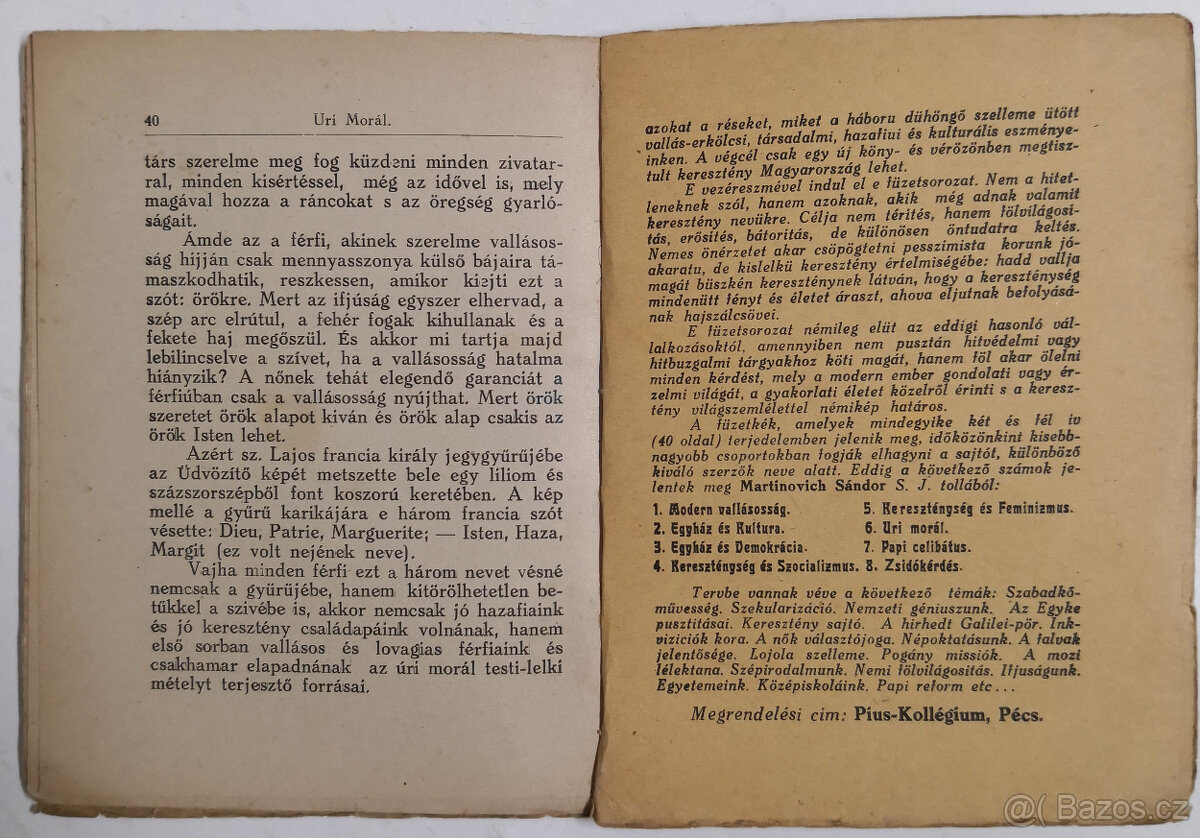 40 Uri Morál.
társ szerelme meg fog küzdeni minden zivatar-
ral, minden kisértéssel, még az idővel is, mely
magával hozza a ráncokat s az öregség gyarló-
ságait.
Ámde az a férfi, akinek szerelme vallásos-
ság hijján csak mennyasszonya külső bájaira tá-
maszkodhatik, reszkessen, amikor kiejti ezt a
szót: örökre. Mert az ifjúság egyszer elhervad, a
szép arc elrútul, a fehér fogak kihullanak és a
fekete haj megőszül. És akkor mi tartja majd
lebilincselve a szívet, ha a vallásosság hatalma
hiányzik? A nőnek tehát elegendő garanciát a
férfiúban csak a vallásosság nyújthat. Mert örök
szeretet örök alapot kiván és örök alap csakis az
örök Isten lehet.
Azért sz. Lajos francia király jegygyűrűjébe
az Üdvözítő képét metszette bele egy liliom és
százszorszépből font koszorú keretében. A kép
mellé a gyűrű karikájára e három francia szót
vésette: Dieu, Patrie, Marguerite; — Isten, Haza,
Margit (ez volt nejének neve).
Vajha minden férfi ezt a három nevet vésné
nemcsak a gyűrűjébe, hanem kitörölhetetlen be-
tűkkel a szivébe is, akkor nemcsak jó hazafiaink
és jó keresztény családapáink volnának, hanem
első sorban vallásos és lovagias férfiaink és
csakhamar elapadnának az úri morál testi-lelki
mételyt terjesztő forrásai.
azokat a réseket, miket a háboru dühöngő szelleme ütött
vallás-erkölcsi, társadalmi, hazafiui és kulturális eszménye-
inken. A végcél csak egy új köny- és vérözönben megtisz-
tult keresztény Magyarország lehet.
E vezéreszmével indul el e füzetsorozat. Nem a hitet-
leneknek szól, hanem azoknak, akik még adnak valamit
keresztény nevükre. Célja nem térítés, hanem fölvilágosí-
tás, erősítés, bátorítás, de különösen öntudatra keltés.
Nemes önérzetet akar csöpögtetni pesszimista korunk jó-
akaratu, de kislelkü keresztény értelmiségébe: hadd vallja
magát büszkén kereszténynek látván, hogy a kereszténység
mindenütt fényt és életet áraszt, ahova eljutnak befolyásá-
nak hajszálcsövei.
E füzetsorozat némileg elüt az eddigi hasonló vál-
lalkozásoktól, amennyiben nem pusztán hitvédelmi vagy
hitbuzgalmi tárgyakhoz köti magát, hanem föl akar ölelni
minden kérdést, mely a modern ember gondolati vagy ér-
zelmi világát, a gyakorlati életet közelről érinti s a keresz-
tény világszemlélettel némikép határos.
A füzetkék, amelyek mindegyike két és fél iv
(40 oldal) terjedelemben jelenik meg, időközönkint kisebb-
nagyobb csoportokban fogják elhagyni a sajtót, különböző
kiváló szerzők neve alatt. Eddig a következő számok je-
lentek meg Martinovich Sándor S. J. tollából:
1. Modern vallásosság. 5. Kereszténység és Feminizmus.
2. Egyház és Kultura. 6. Uri morál.
3. Egyház és Demokrácia. 7. Papi celibátus.
4. Kereszténység és Szocializmus. 8. Zsidókérdés.
Tervbe vannak véve a következő témák: Szabadkő-
művesség. Szekularizáció. Nemzeti géniuszunk. Az Egyke
pusztitásai. Keresztény sajtó. A hirhedt Galilei-pör. Ink-
viziciók kora. A nők választójoga. Népoktatásunk. A falvak
jelentősége. Lojola szelleme. Pogány missiók. A mozi
lélektana. Szépirodalmunk. Nemi fölvilágosítás. Ifjuságunk.
Egyetemeink. Középiskoláink. Papi reform etc...
Megrendelési cím: Pius-Kollégium, Pécs.
@( Bazos.cz